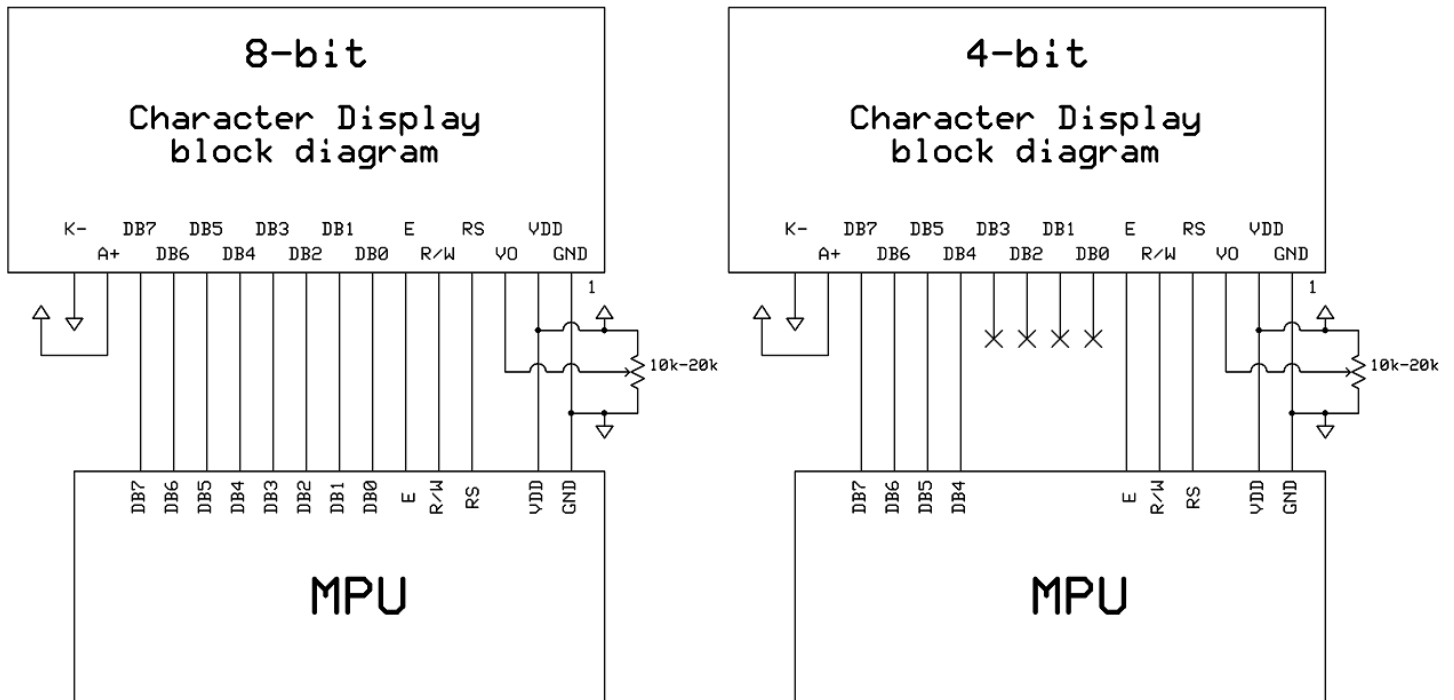 8-bit
Character Display
block diagram
K- DB7 DB5 DB3 DB1 E RS VDD
A+ DB6 DB4 DB2 DB0 R/W VO GND
1
10k-20k
DB7 DB6 DB5 DB4 DB3 DB2 DB1 DB0 E R/W RS VDD GND
MPU
4-bit
Character Display
block diagram
K- DB7 DB5 DB3 DB1 E RS VDD
A+ DB6 DB4 DB2 DB0 R/W VO GND
1
10k-20k
DB7 DB6 DB5 DB4 E R/W RS VDD GND
MPU